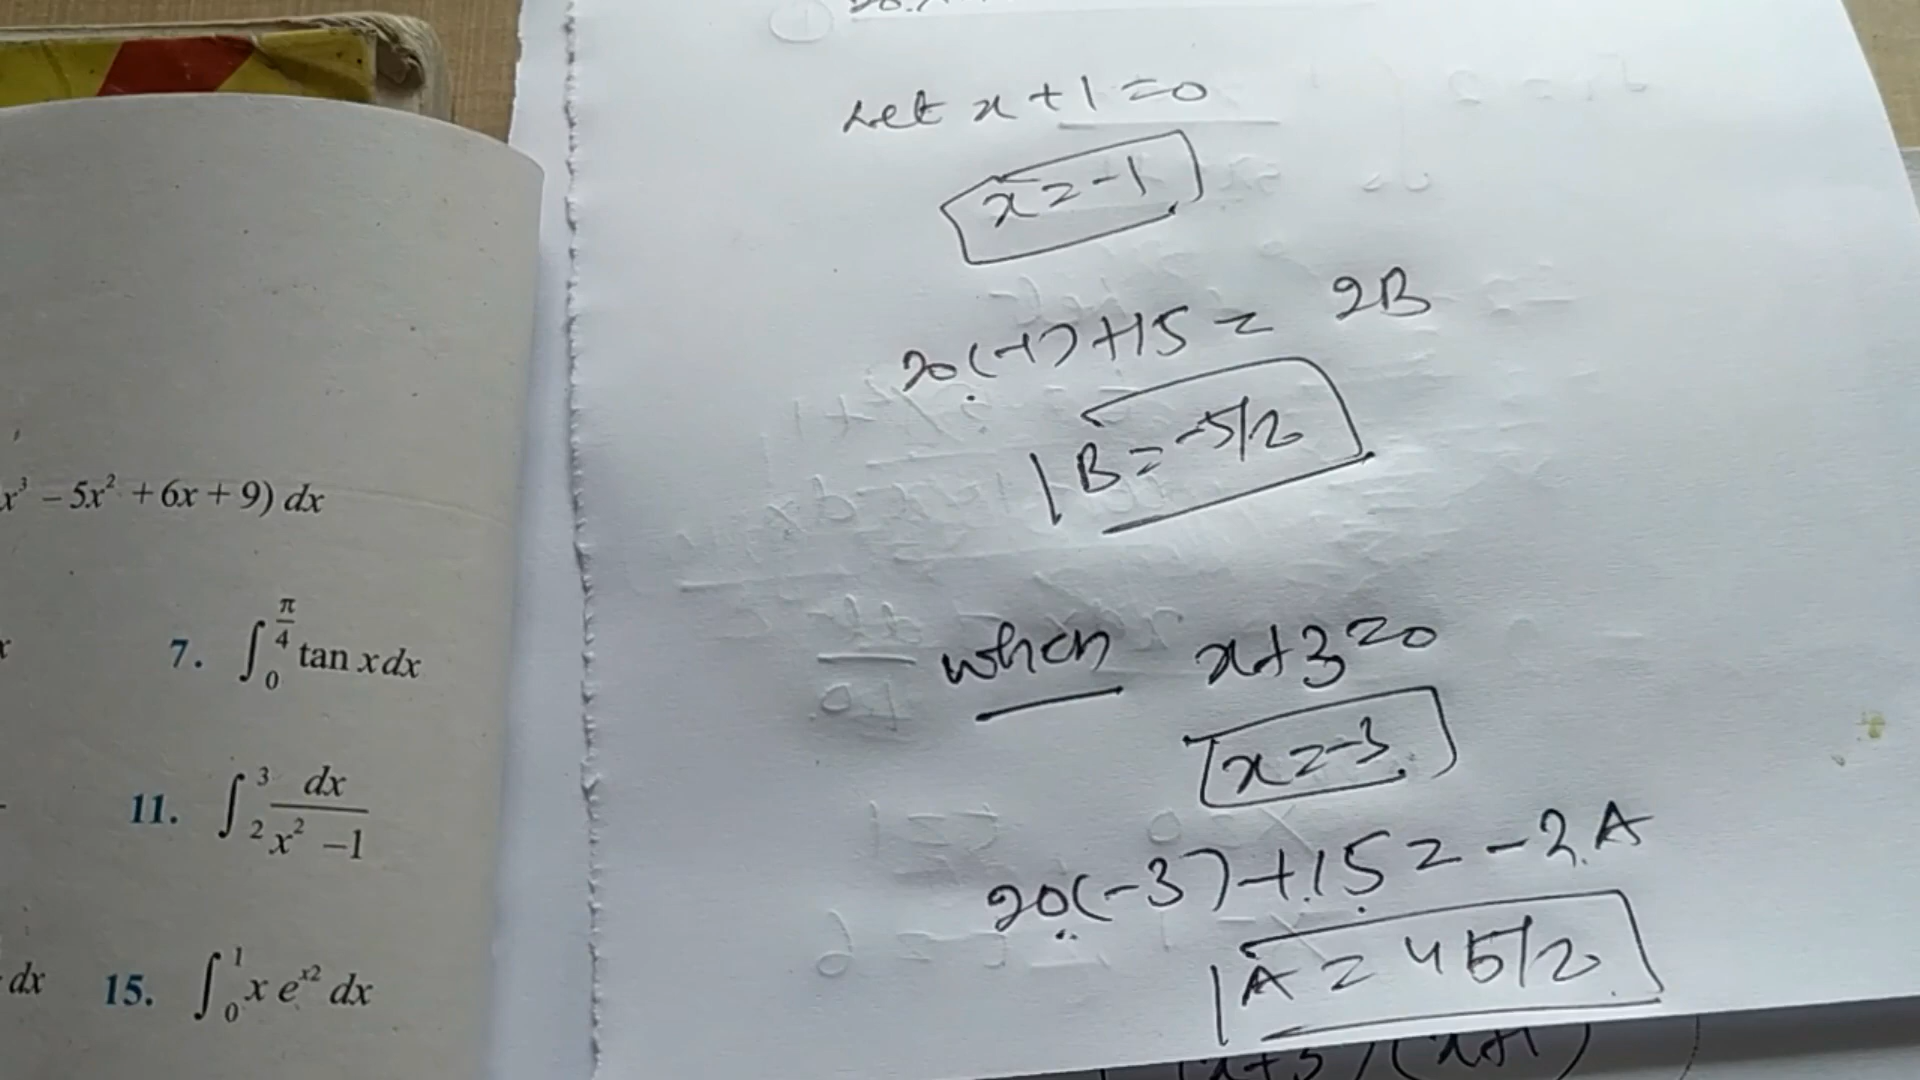 x³ – 5x² + 6x + 9) dx
7. ∫₀^{π/4} tan x dx
11. ∫₂³ dx / x² – 1
dx 15. ∫₀¹ x e^{x2} dx
Let x + 1 = 0
x = -1
20(-1) + 15 = 2B
B = -5/2
when x + 3 = 0
x = -3
20(-3) + 15 = -2A
A = 45/2